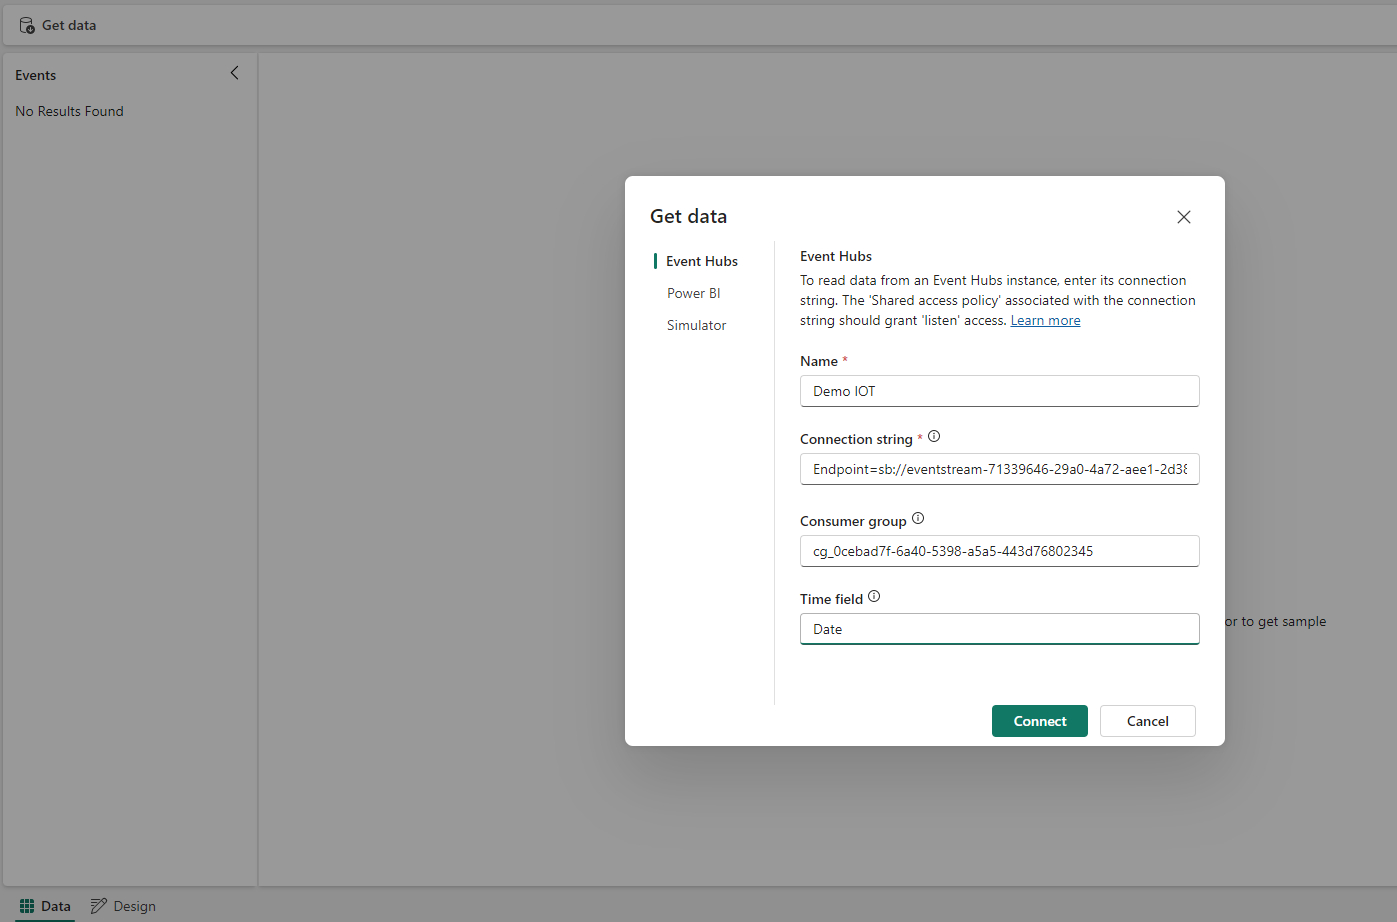 Get data
Events
No Results Found
Get data
Event Hubs
Power BI
Simulator
Event Hubs
To read data from an Event Hubs instance, enter its connection
string. The 'Shared access policy' associated with the connection
string should grant 'listen' access. Learn more
Name *
Demo IOT
Connection string *
Endpoint=sb://eventstream-71339646-29a0-4a72-aee1-2d38
Consumer group
cg_0cebad7f-6a40-5398-a5a5-443d76802345
Time field
Date
or to get sample
Connect
Cancel
Data
Design